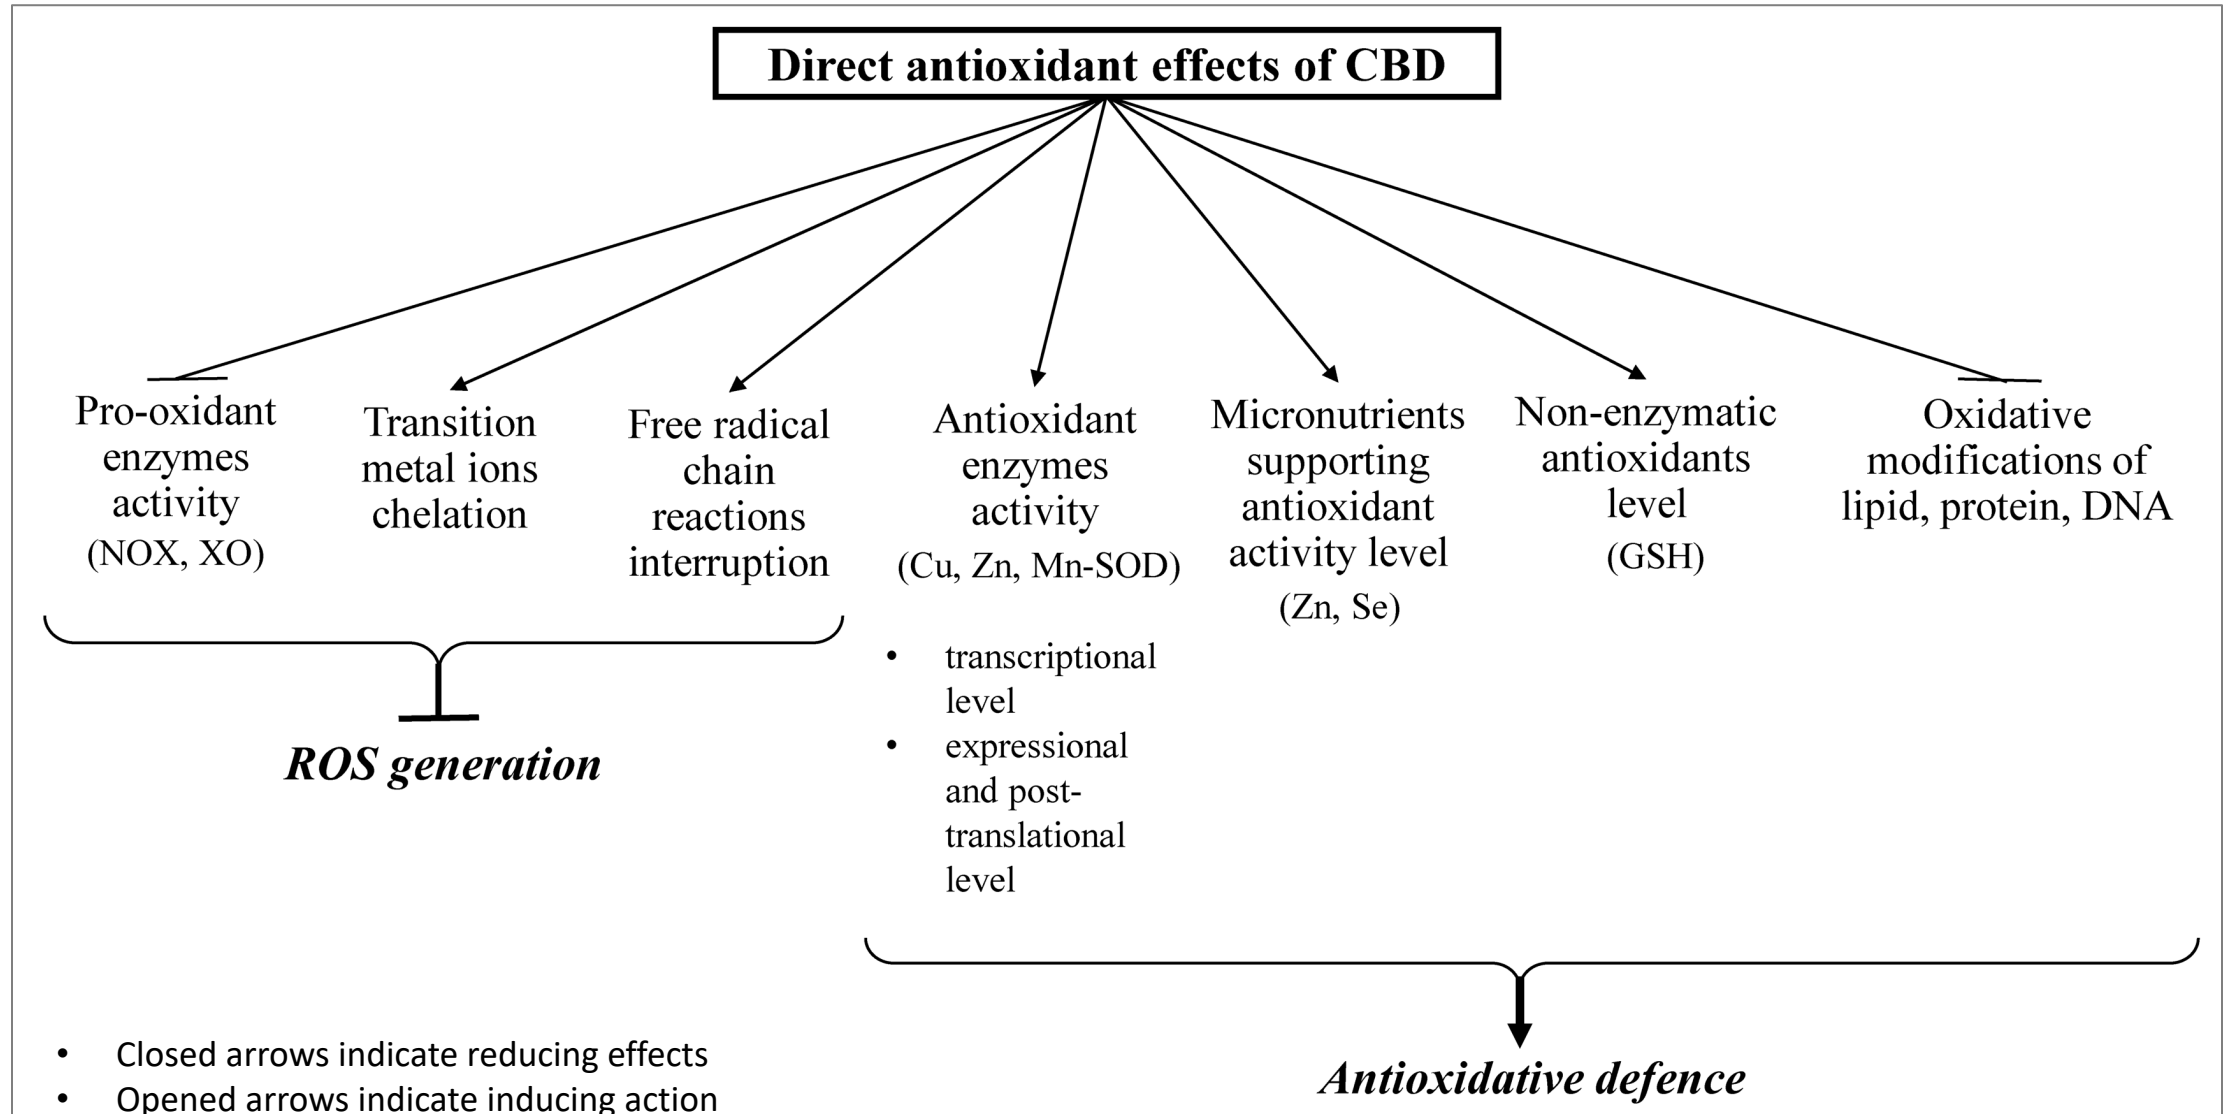 Direct antioxidant effects of CBD
Pro-oxidant
enzymes
activity
(NOX, XO)
Transition
metal ions
chelation
Free radical
chain
reactions
interruption
Antioxidant
enzymes
activity
(Cu, Zn, Mn-SOD)
• transcriptional
level
• expressional
and post-
translational
level
Micronutrients
supporting
antioxidant
activity level
(Zn, Se)
Non-enzymatic
antioxidants
level
(GSH)
Oxidative
modifications of
lipid, protein, DNA
ROS generation
Antioxidative defence
• Closed arrows indicate reducing effects
• Opened arrows indicate inducing action